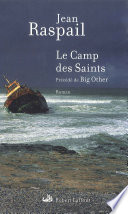 Jean
Raspail
Le Camp
des Saints
Précédé de Big Other
Roman
Robert Laffont